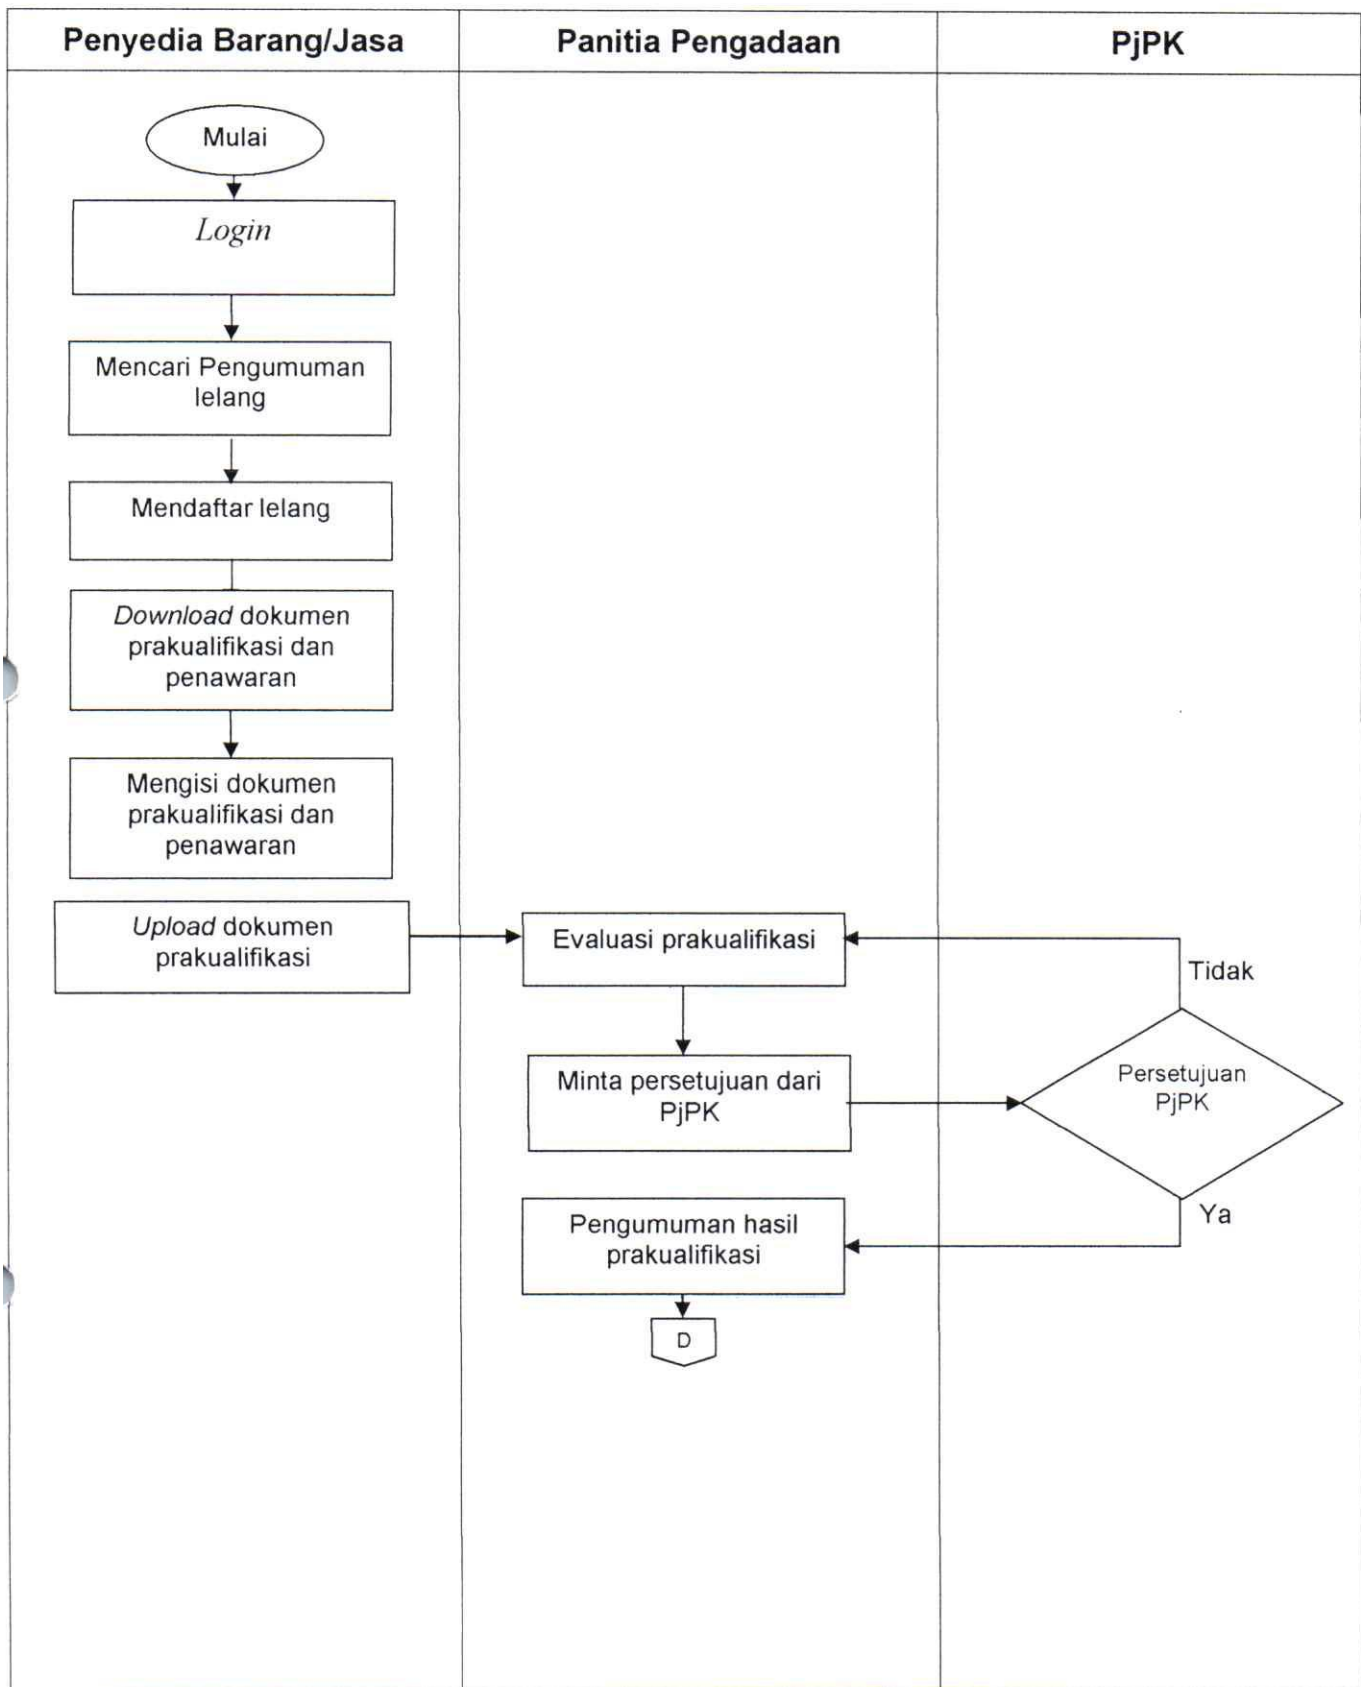 Penyedia Barang/Jasa
Panitia Pengadaan
PjPK
Mulai
Login
Mencari Pengumuman
lelang
Mendaftar lelang
Download dokumen
prakualifikasi dan
penawaran
Mengisi dokumen
prakualifikasi dan
penawaran
Upload dokumen
prakualifikasi
Evaluasi prakualifikasi
Tidak
Minta persetujuan dari
PjPK
Persetujuan
PjPK
Ya
Pengumuman hasil
prakualifikasi
D